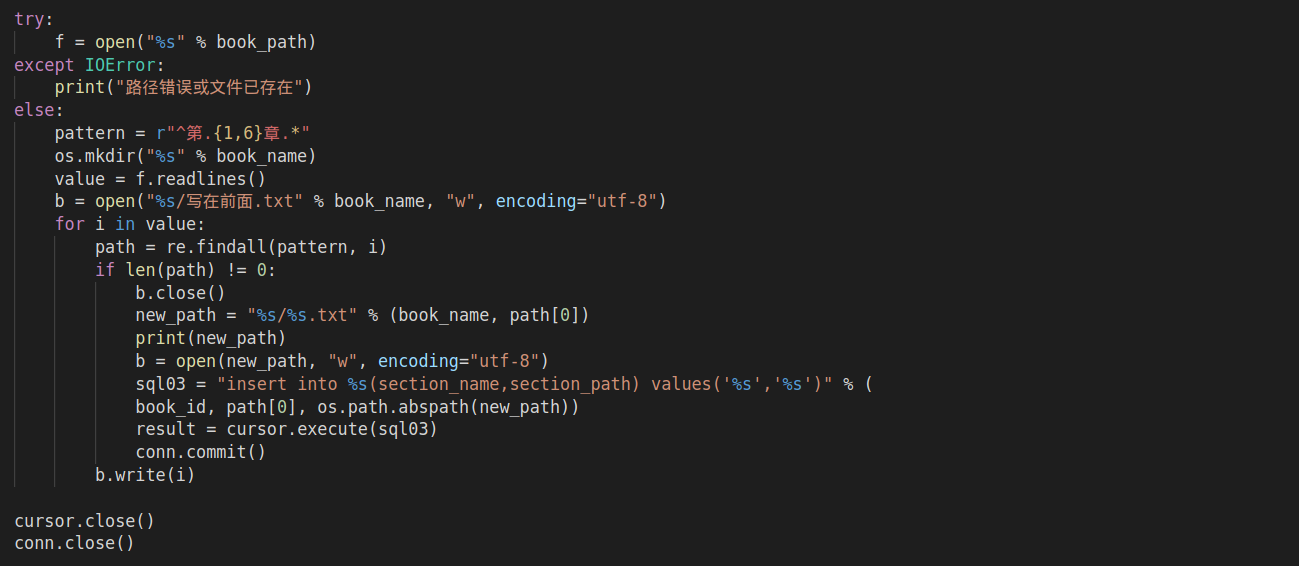 try:
    f = open("%s" % book_path)
except IOError:
    print("路径错误或文件已存在")
else:
    pattern = r"^第.{1,6}章.*"
    os.mkdir("%s" % book_name)
    value = f.readlines()
    b = open("%s/写在前面.txt" % book_name, "w", encoding="utf-8")
    for i in value:
        path = re.findall(pattern, i)
        if len(path) != 0:
            b.close()
            new_path = "%s/%s.txt" % (book_name, path[0])
            print(new_path)
            b = open(new_path, "w", encoding="utf-8")
            sql03 = "insert into %s(section_name,section_path) values('%s','%s')" % (
            book_id, path[0], os.path.abspath(new_path))
            result = cursor.execute(sql03)
            conn.commit()
        b.write(i)

cursor.close()
conn.close()